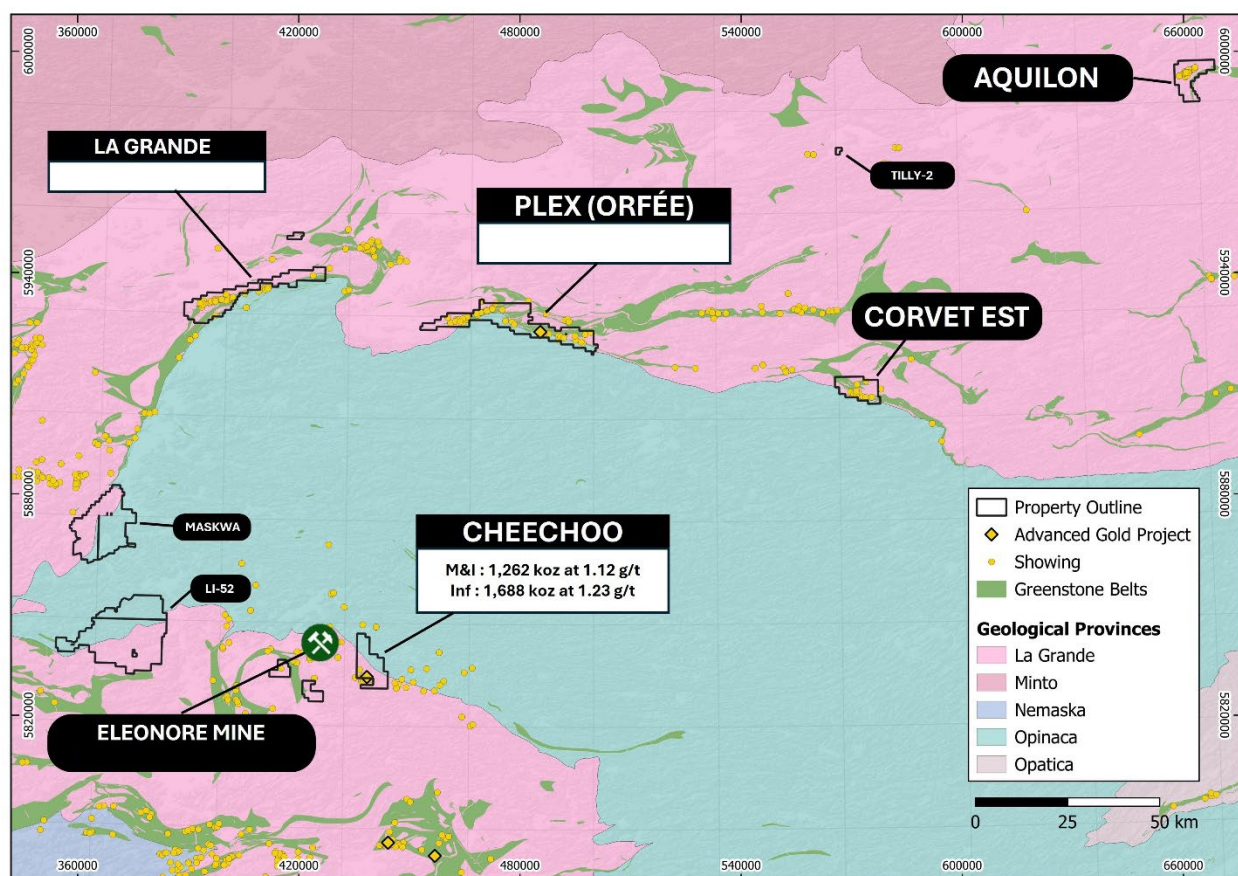 360000
420000
480000
540000
600000
660000
6000000
6000000
AQUILON
LA GRANDE
TILLY-2
PLEX (ORFÉE)
5940000
5940000
CORVET EST
5880000
5880000
MASKWA
CHEECHOO
M&I : 1,262 koz at 1.12 g/t
Inf : 1,688 koz at 1.23 g/t
LI-52
ELEONORE MINE
5820000
5820000
Property Outline
Advanced Gold Project
Showing
Greenstone Belts
Geological Provinces
La Grande
Minto
Nemaska
Opinaca
Opatica
0 25 50 km
360000
420000
480000
540000
600000
660000